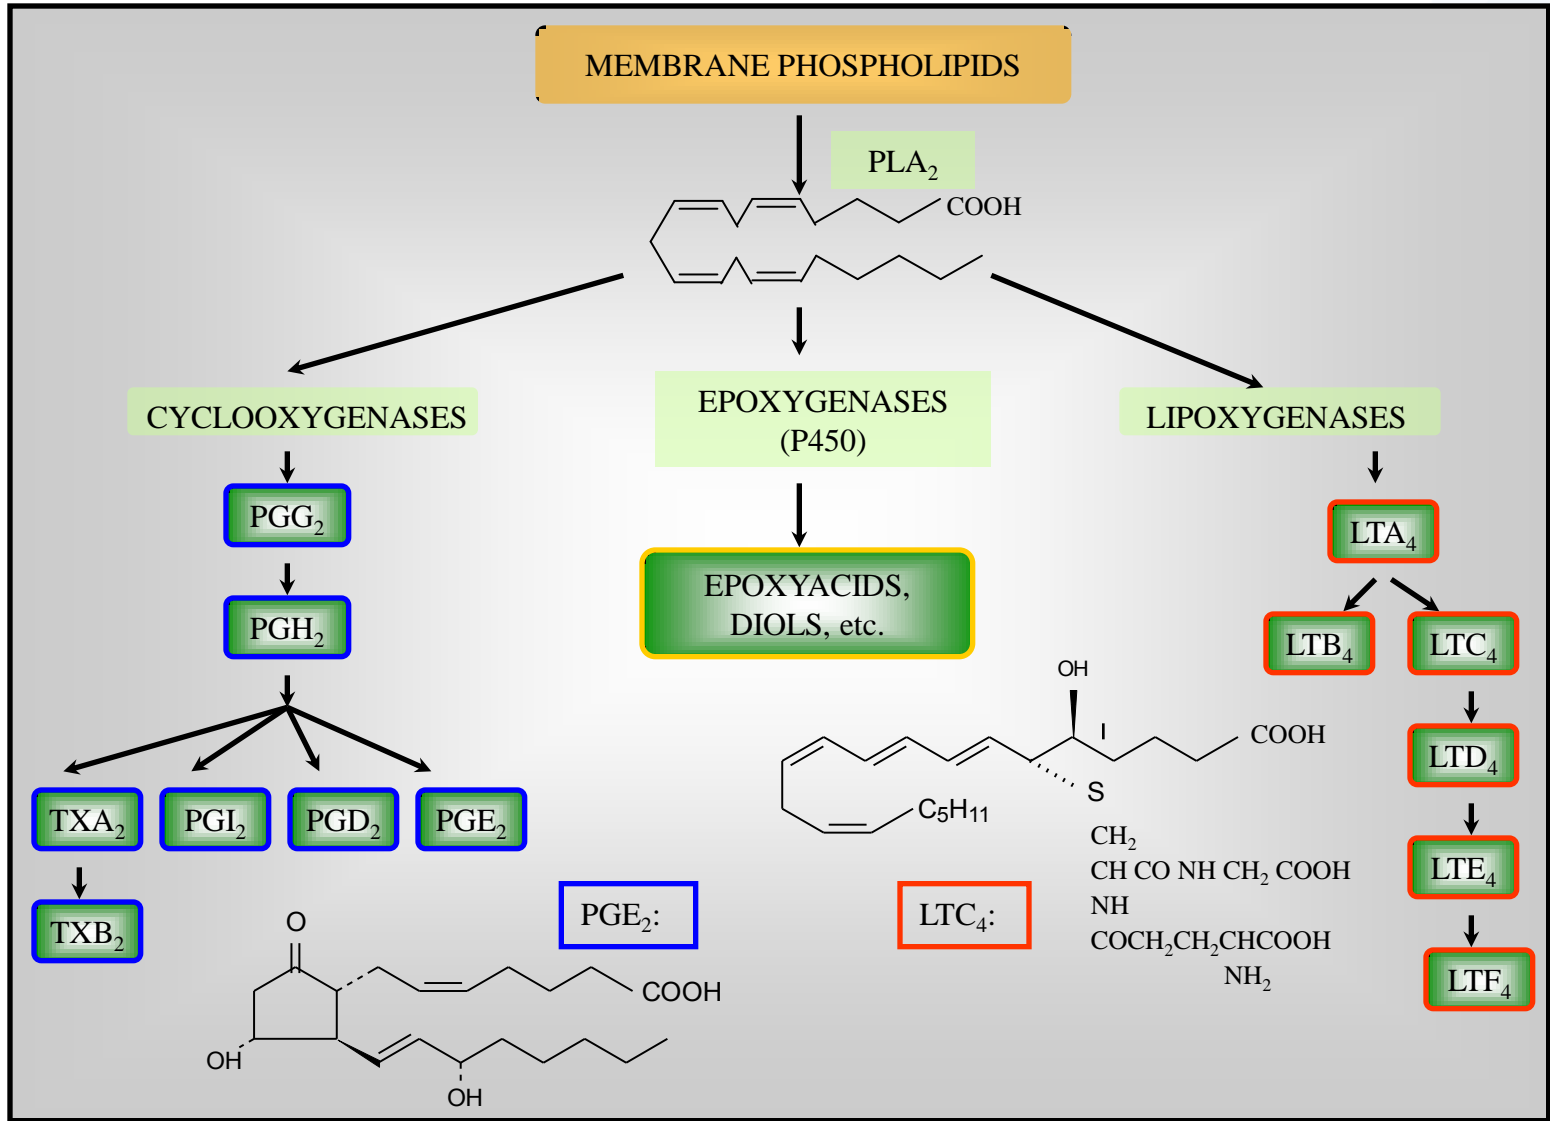 MEMBRANE PHOSPHOLIPIDS
PLA₂
COOH
CYCLOOXYGENASES
EPOXYGENASES
(P450)
LIPOXYGENASES
PGG₂
LTA₄
EPOXYACIDS,
DIOLS, etc.
PGH₂
LTB₄
LTC₄
OH
COOH
LTD₄
S
C₅H₁₁
TXA₂
PGI₂
PGD₂
PGE₂
CH₂
CH CO NH CH₂ COOH
NH
COCH₂CH₂CHCOOH
NH₂
LTE₄
TXB₂
PGE₂:
LTC₄:
LTF₄
O
COOH
OH
OH